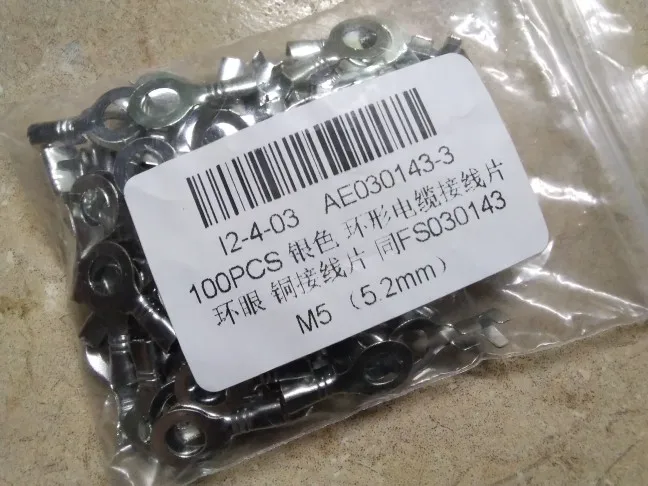 I2-4-03 AE030143-3
100PCS 银色 环形电缆接线片
环眼 铜接线片 同FS030143
M5（5.2mm）